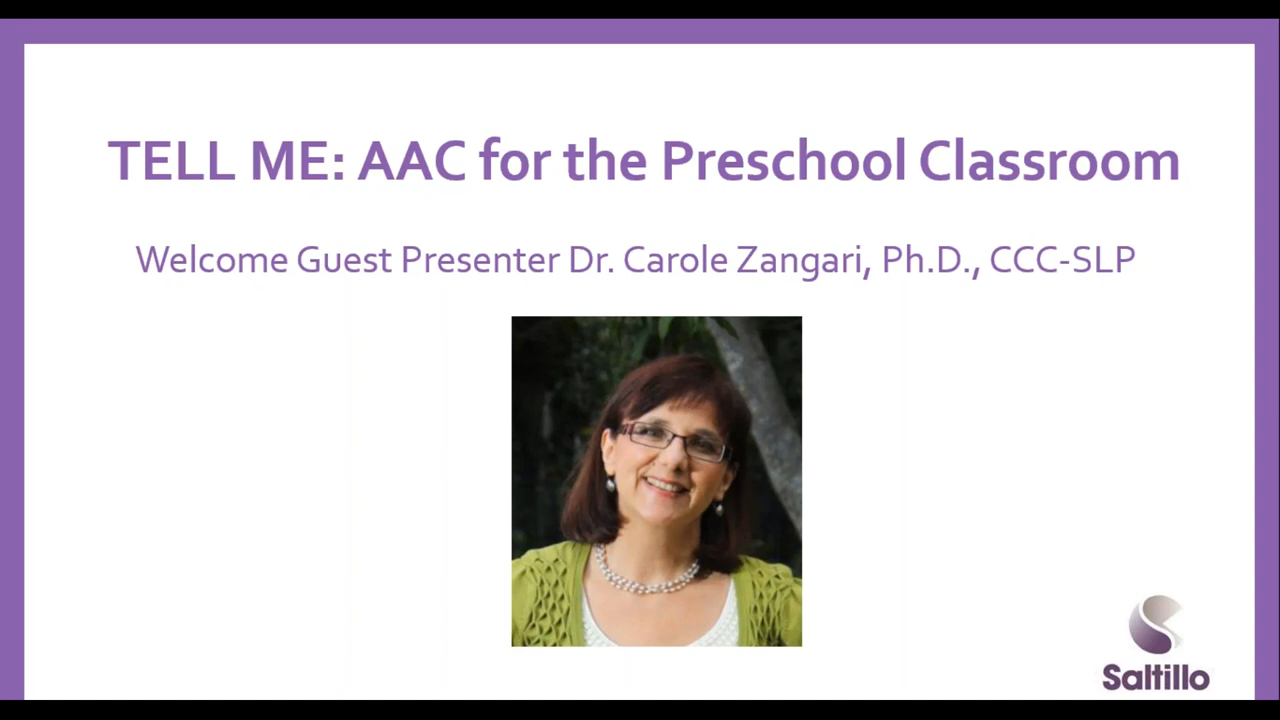 TELL ME: AAC for the Preschool Classroom
Welcome Guest Presenter Dr. Carole Zangari, Ph.D., CCC-SLP
Saltillo